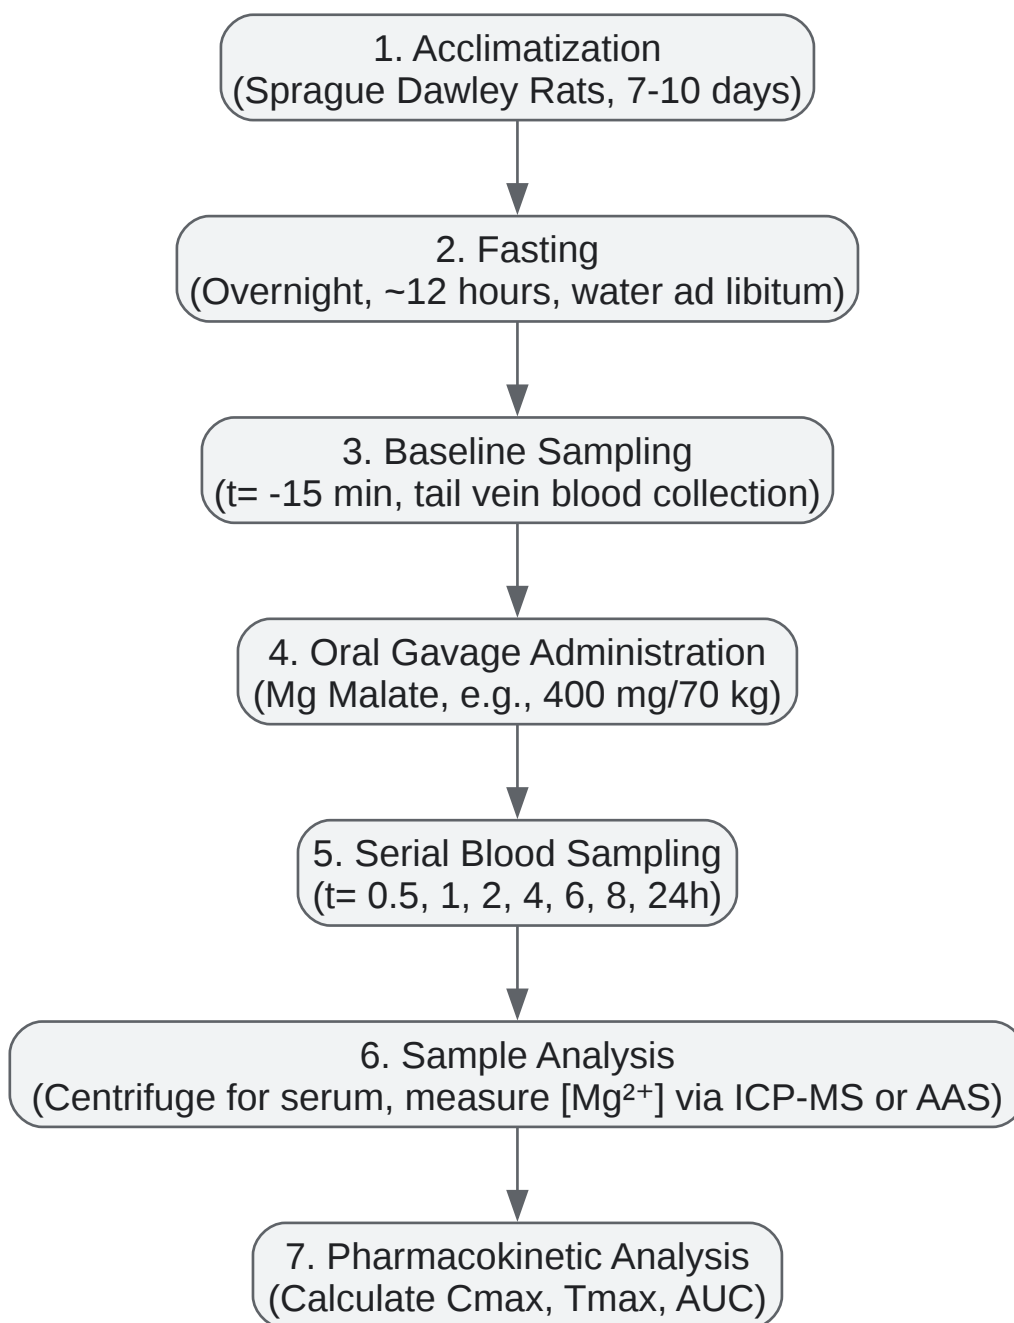 1. Acclimatization
(Sprague Dawley Rats, 7-10 days)
2. Fasting
(Overnight, ~12 hours, water ad libitum)
3. Baseline Sampling
(t= -15 min, tail vein blood collection)
4. Oral Gavage Administration
(Mg Malate, e.g., 400 mg/70 kg)
5. Serial Blood Sampling
(t= 0.5, 1, 2, 4, 6, 8, 24h)
6. Sample Analysis
(Centrifuge for serum, measure [Mg²⁺] via ICP-MS or AAS)
7. Pharmacokinetic Analysis
(Calculate Cmax, Tmax, AUC)